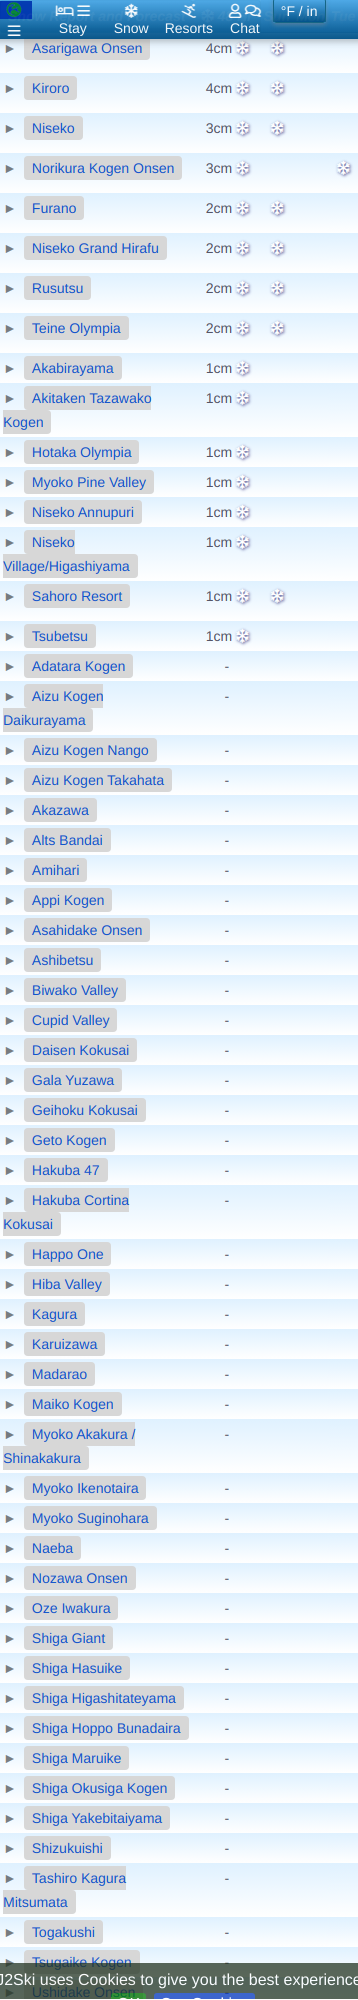 °F / in
Stay
Snow
Resorts
Chat
Asarigawa Onsen 4cm
Kiroro 4cm
Niseko 3cm
Norikura Kogen Onsen 3cm
Furano 2cm
Niseko Grand Hirafu 2cm
Rusutsu 2cm
Teine Olympia 2cm
Akabirayama 1cm
Akitaken Tazawako 1cm
Kogen
Hotaka Olympia 1cm
Myoko Pine Valley 1cm
Niseko Annupuri 1cm
Niseko 1cm
Village/Higashiyama
Sahoro Resort 1cm
Tsubetsu 1cm
Adatara Kogen -
Aizu Kogen -
Daikurayama
Aizu Kogen Nango -
Aizu Kogen Takahata -
Akazawa -
Alts Bandai -
Amihari -
Appi Kogen -
Asahidake Onsen -
Ashibetsu -
Biwako Valley -
Cupid Valley -
Daisen Kokusai -
Gala Yuzawa -
Geihoku Kokusai -
Geto Kogen -
Hakuba 47 -
Hakuba Cortina -
Kokusai
Happo One -
Hiba Valley -
Kagura -
Karuizawa -
Madarao -
Maiko Kogen -
Myoko Akakura / -
Shinakakura
Myoko Ikenotaira -
Myoko Suginohara -
Naeba -
Nozawa Onsen -
Oze Iwakura -
Shiga Giant -
Shiga Hasuike -
Shiga Higashitateyama -
Shiga Hoppo Bunadaira -
Shiga Maruike -
Shiga Okusiga Kogen -
Shiga Yakebitaiyama -
Shizukuishi -
Tashiro Kagura -
Mitsumata
Togakushi -
Tsugaike Kogen -
J2Ski uses Cookies to give you the best experience
Ushidake Onsen -